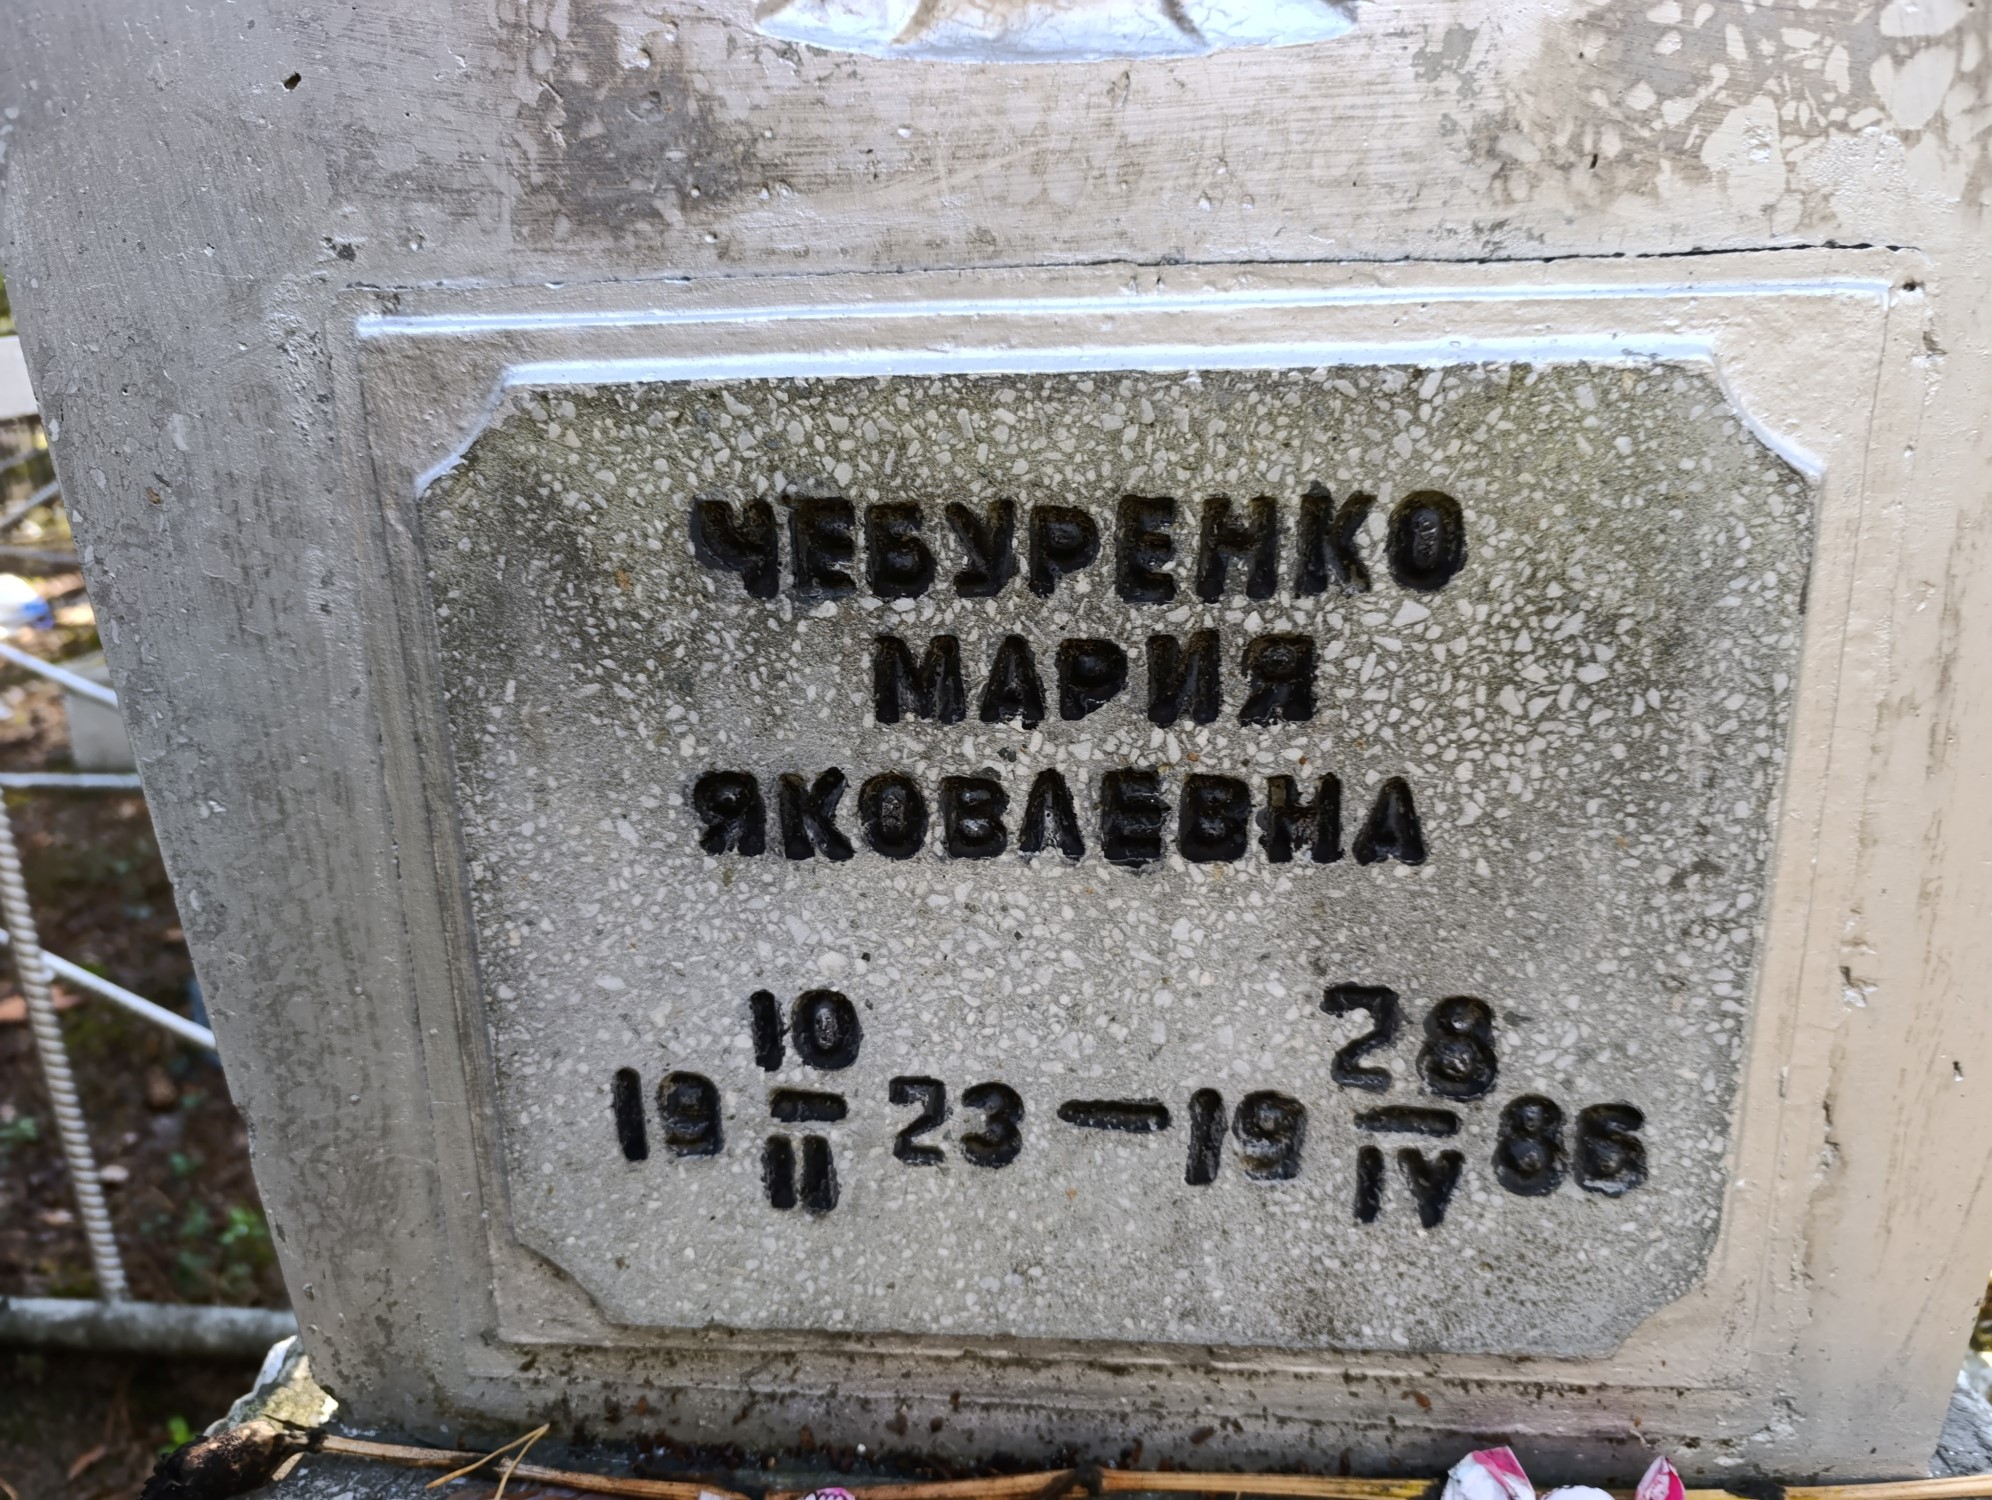 ЧЕБУРЕНКО
МАРИЯ
ЯКОВЛЕВНА
19 10/II 23 — 19 28/IV 86